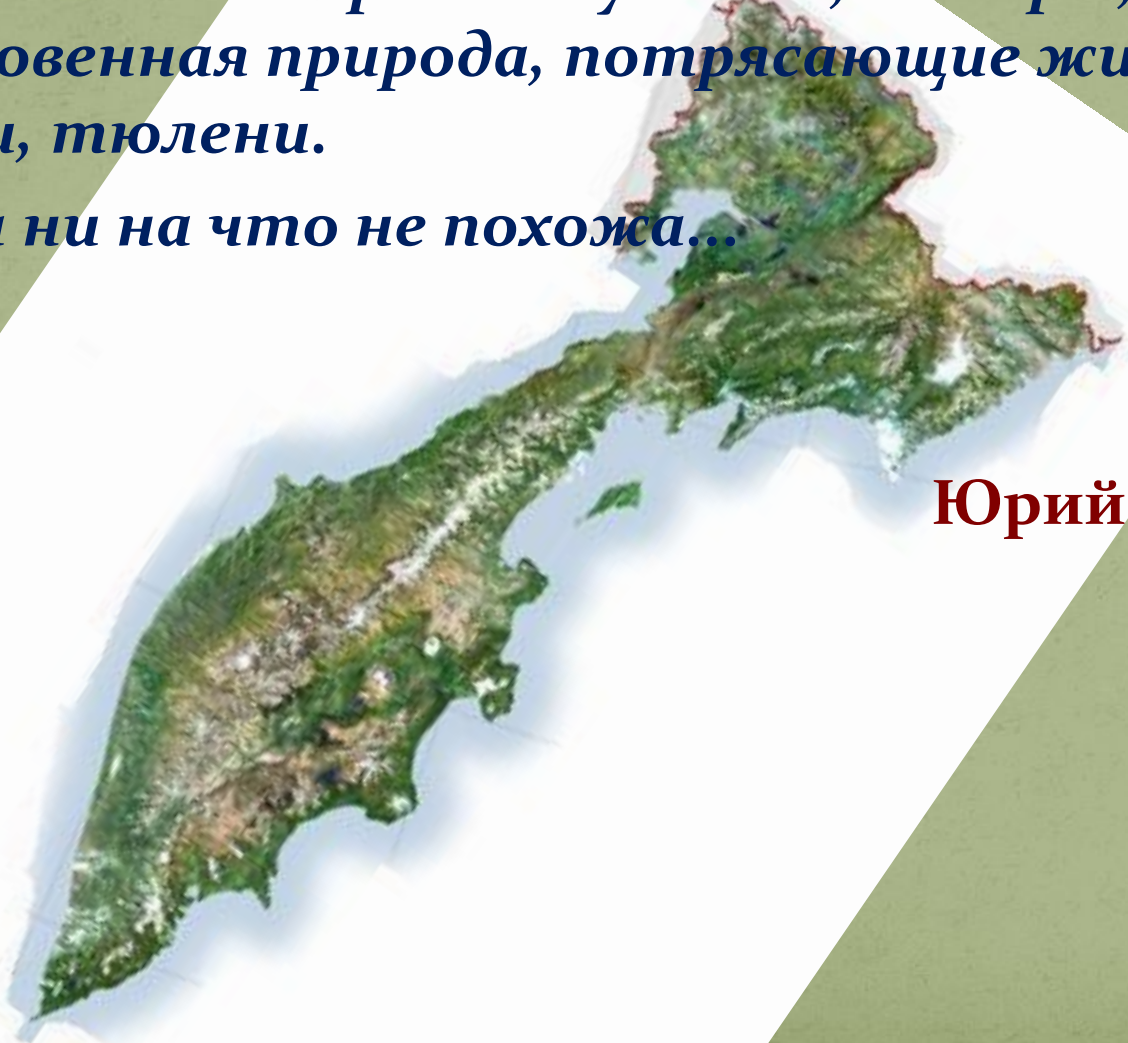 овенная природа, потрясающие жи
и, тюлени.
ни на что не похожа...
Юрий